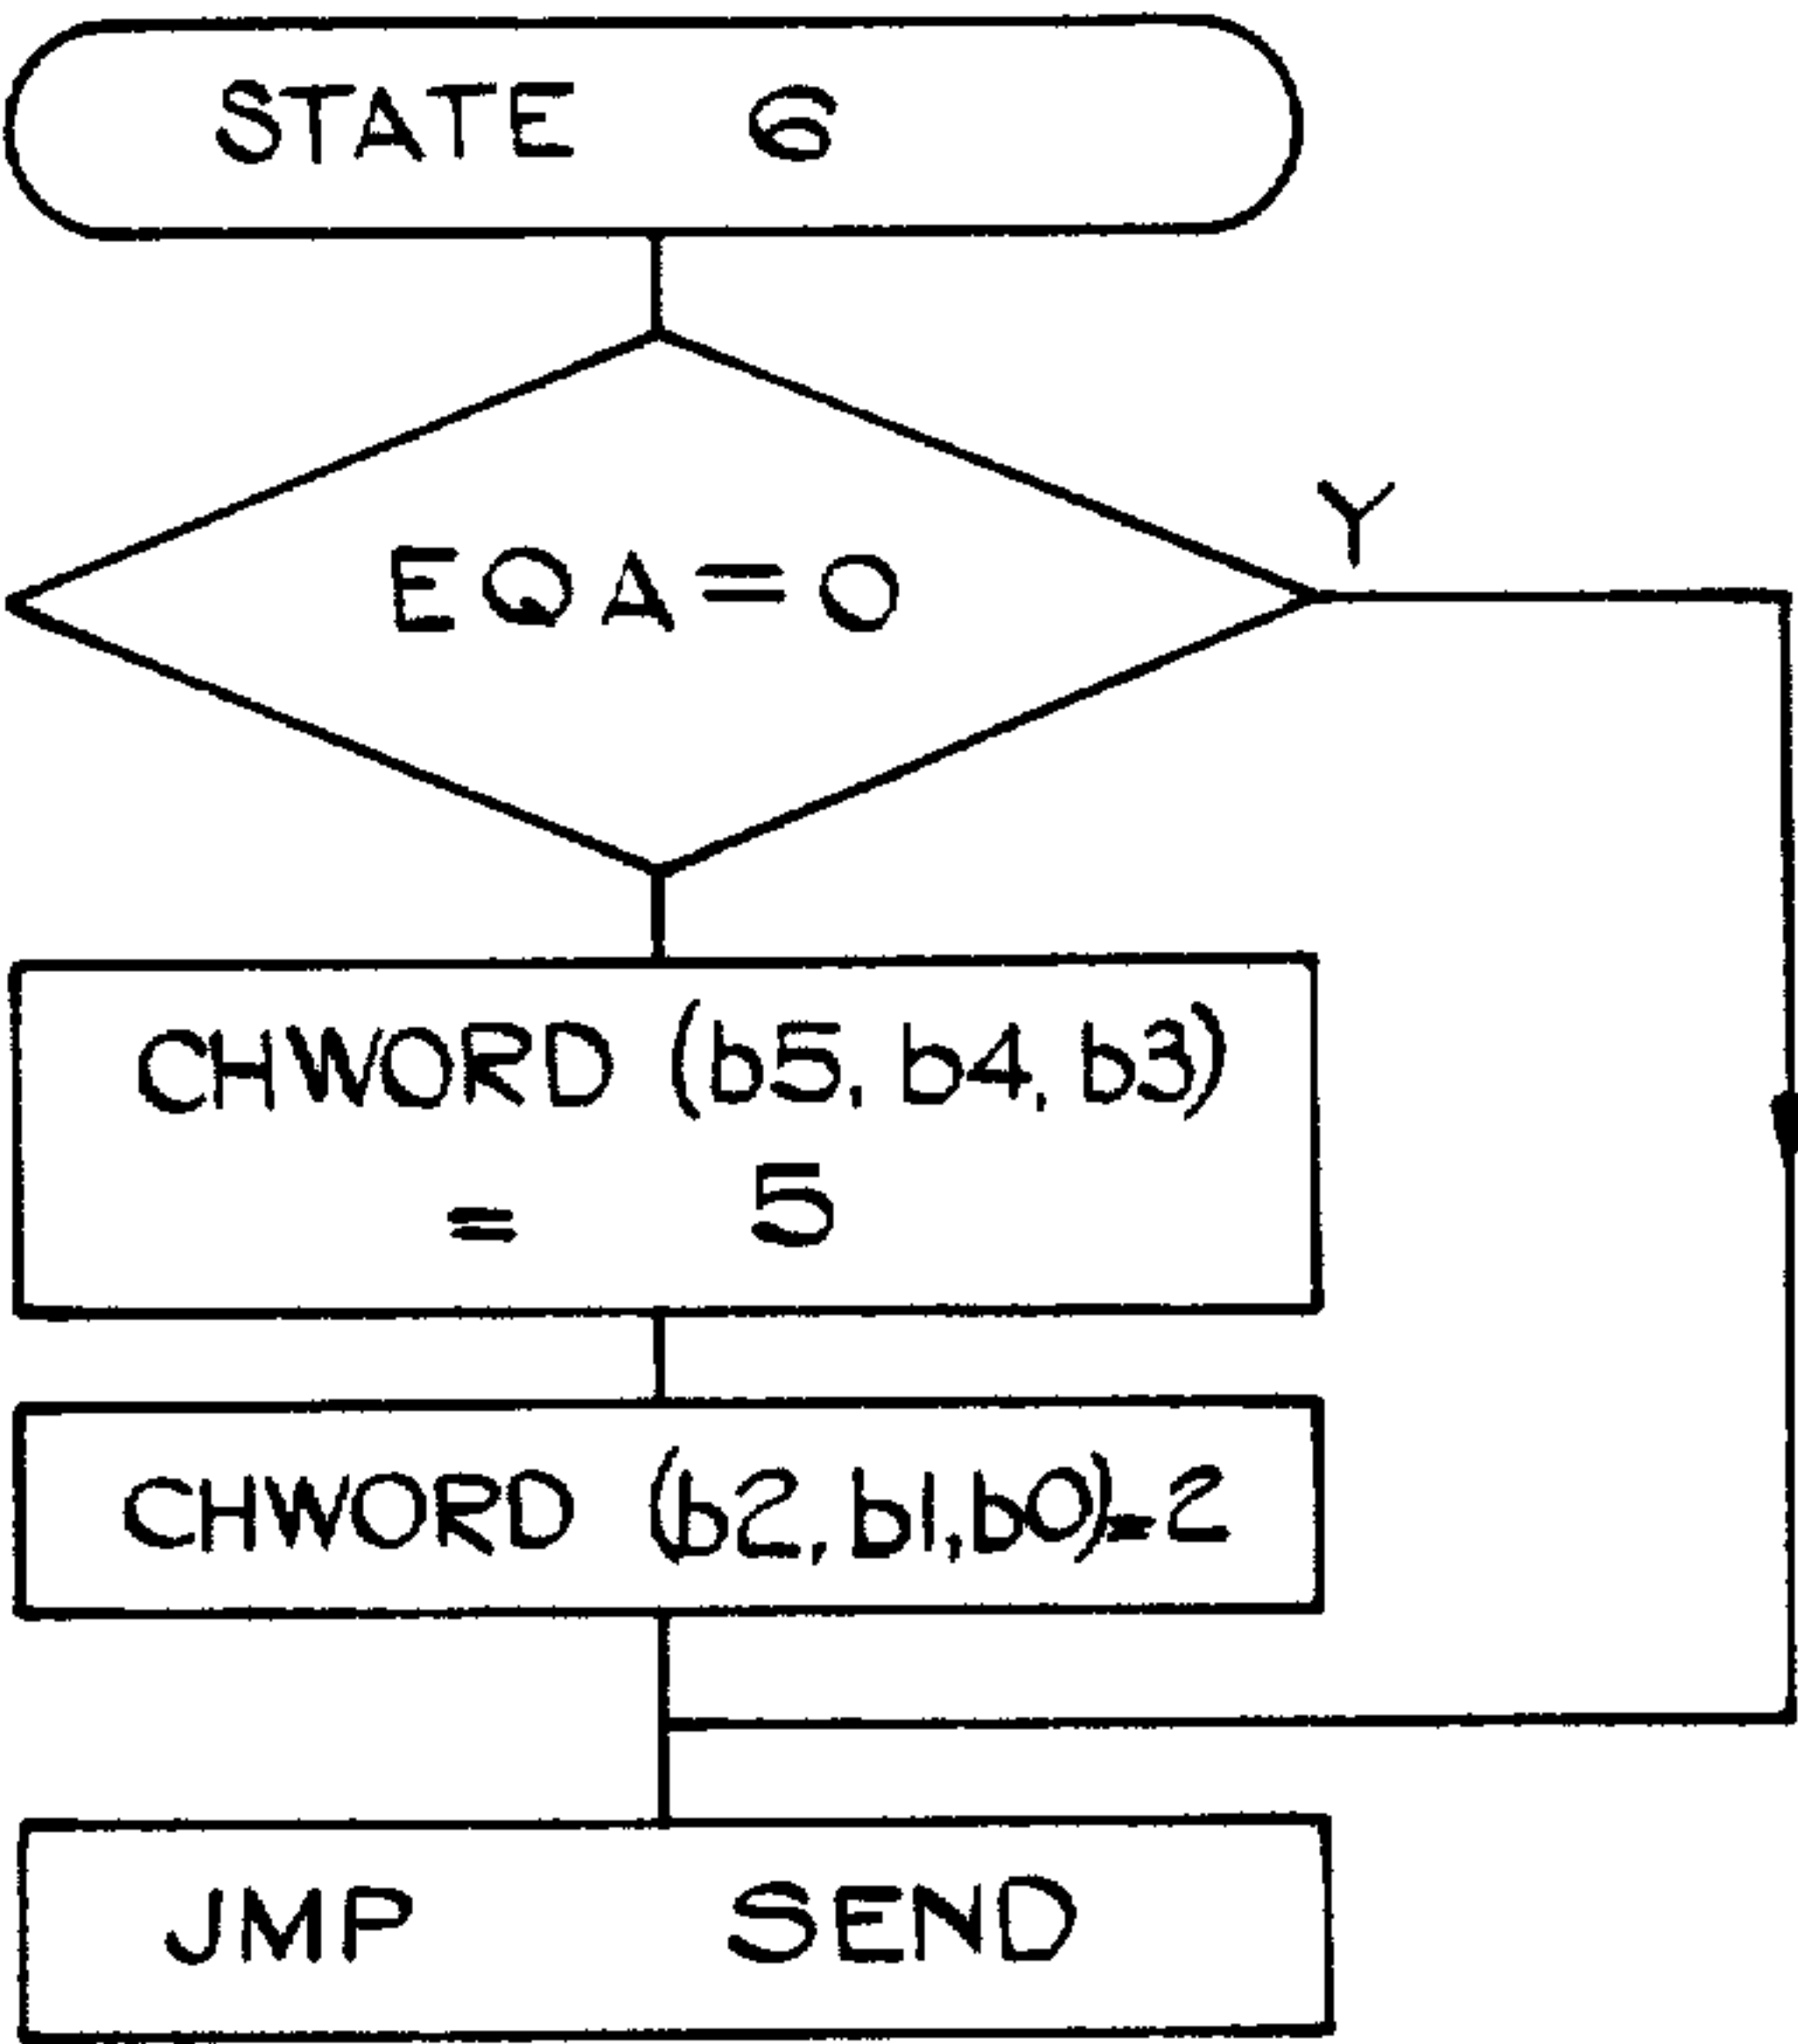 STATE 6
EQA=0
Y
CHWORD (b5, b4, b3)
= 5
CHWORD (b2, b1, b0)=2
JMP SEND